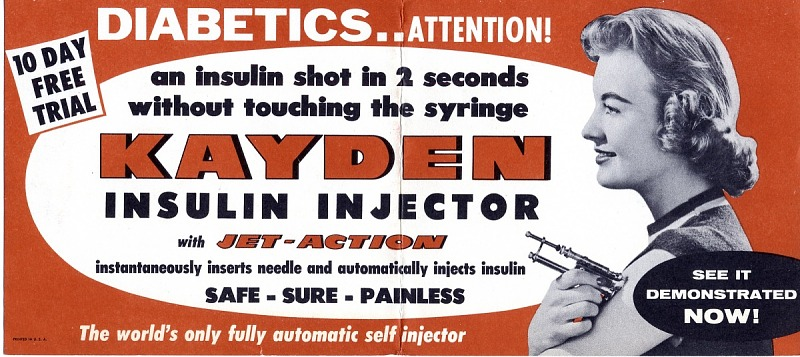 DIABETICS..ATTENTION!
10 DAY
FREE
TRIAL
an insulin shot in 2 seconds
without touching the syringe
KAYDEN
INSULIN INJECTOR
with JET-ACTION
instantaneously inserts needle and automatically injects insulin
SAFE - SURE - PAINLESS
SEE IT
DEMONSTRATED
NOW!
The world's only fully automatic self injector
PRINTED IN U. S. A.